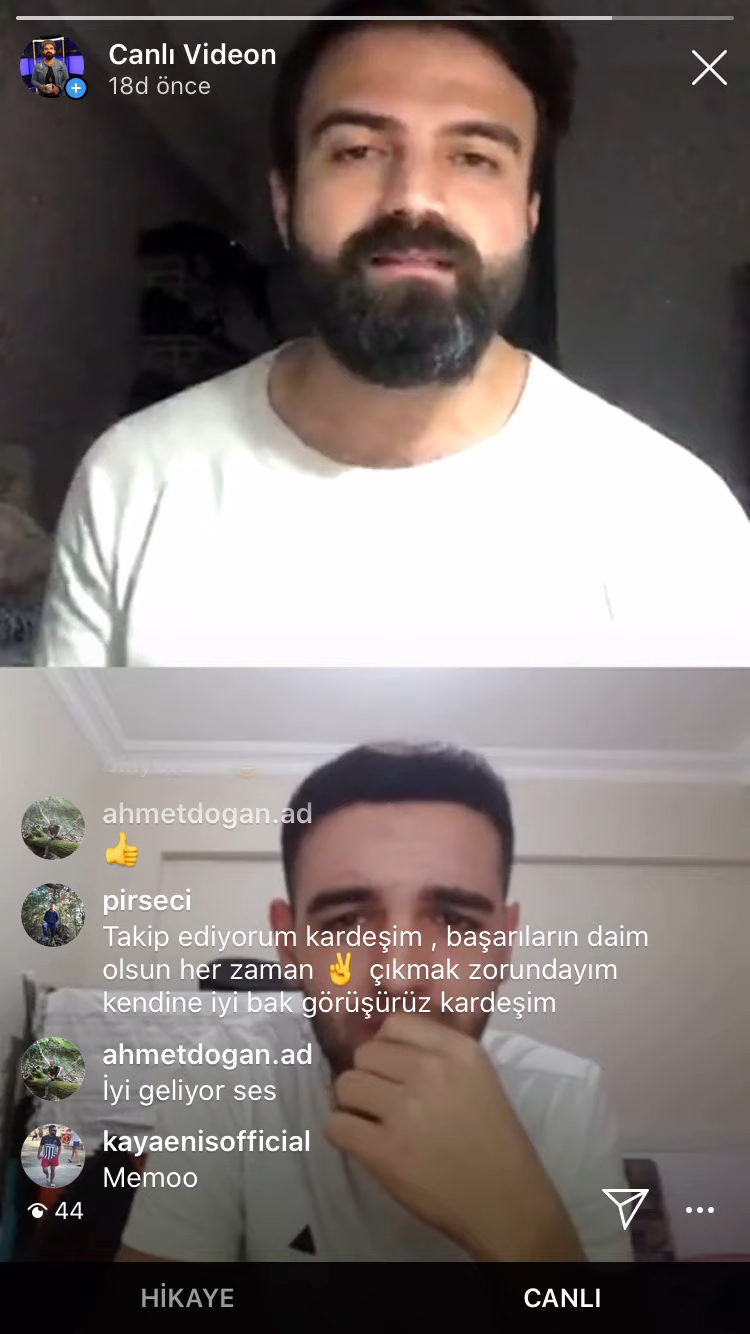 Canlı Videon
18d önce
ahmetdogan.ad
👍
pirseci
Takip ediyorum kardeşim , başarıların daim
olsun her zaman ✌️ çıkmak zorundayım
kendine iyi bak görüşürüz kardeşim
ahmetdogan.ad
İyi geliyor ses
kayaenisofficial
Memoo
44
HİKAYE
CANLI